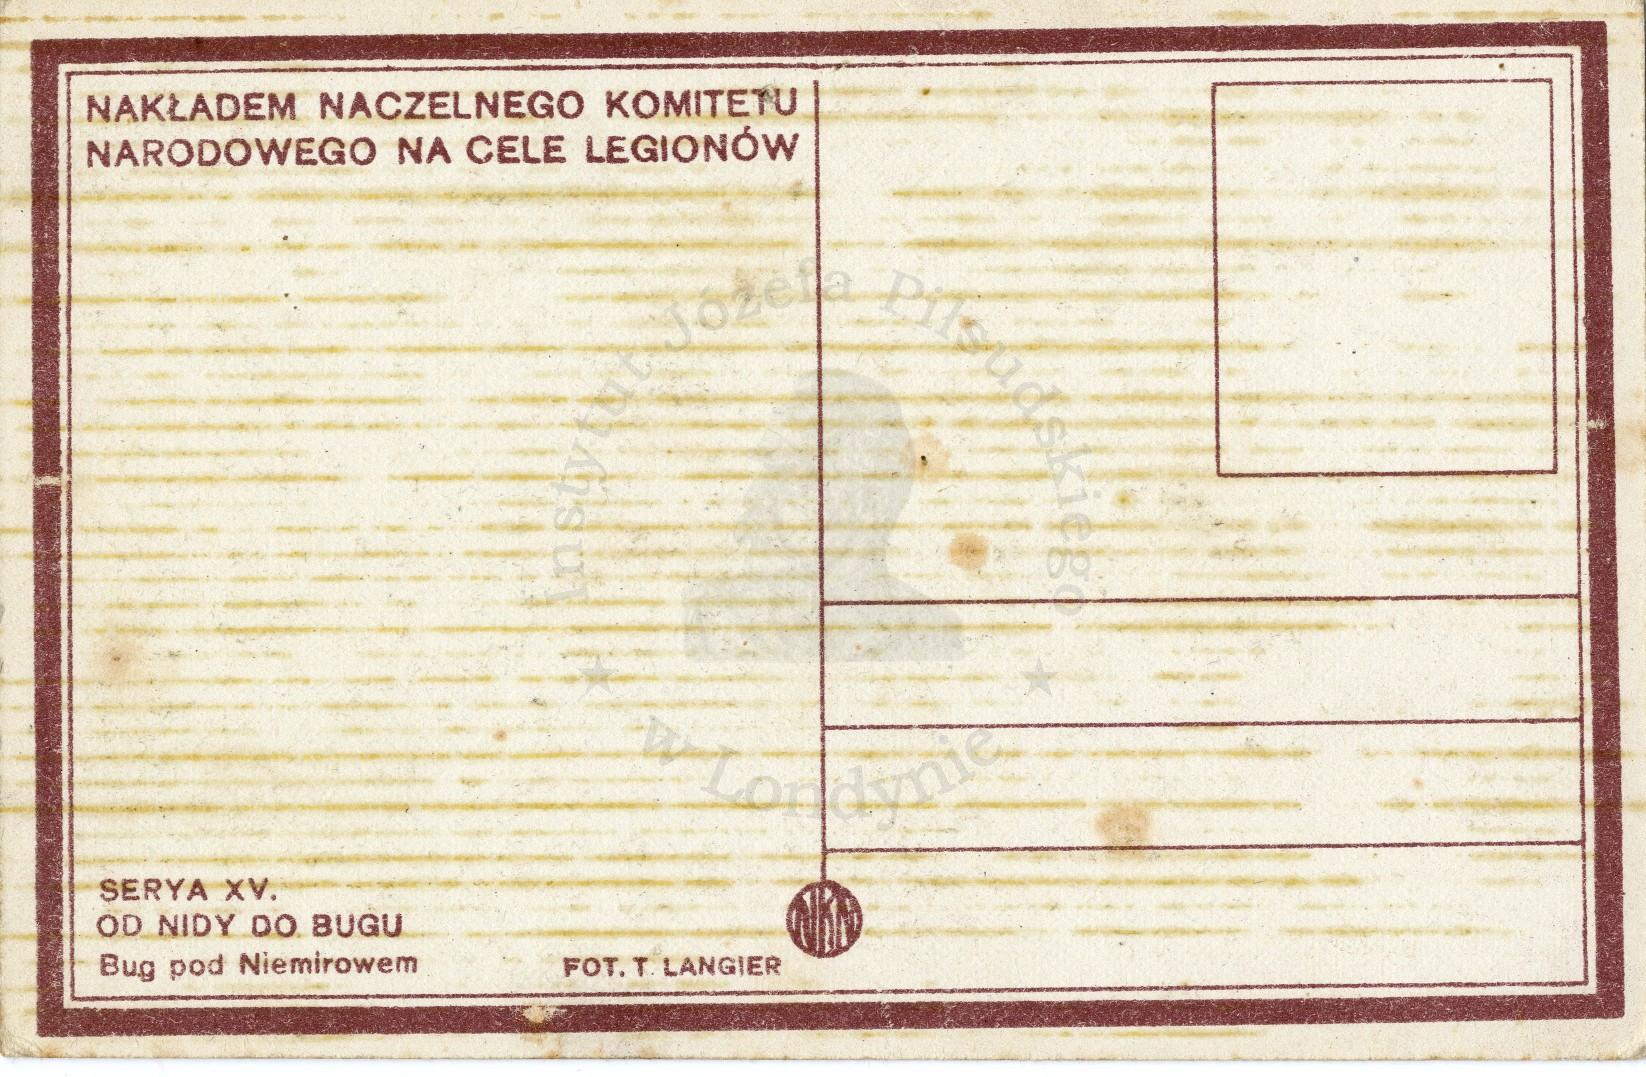 NAKŁADEM NACZELNEGO KOMITETU
NARODOWEGO NA CELE LEGIONÓW
Instytut Józefa Piłsudskiego
w Londynie
SERYA XV.
OD NIDY DO BUGU
Bug pod Niemirowem
FOT. T. LANGIER
NKN